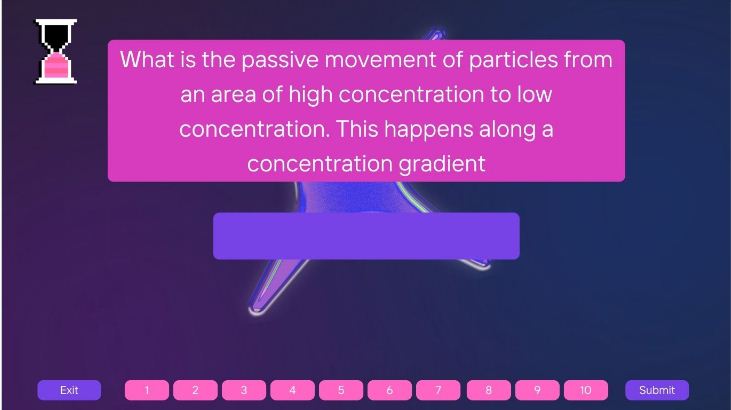 What is the passive movement of particles from
an area of high concentration to low
concentration. This happens along a
concentration gradient
Exit 1 2 3 4 5 6 7 8 9 10 Submit